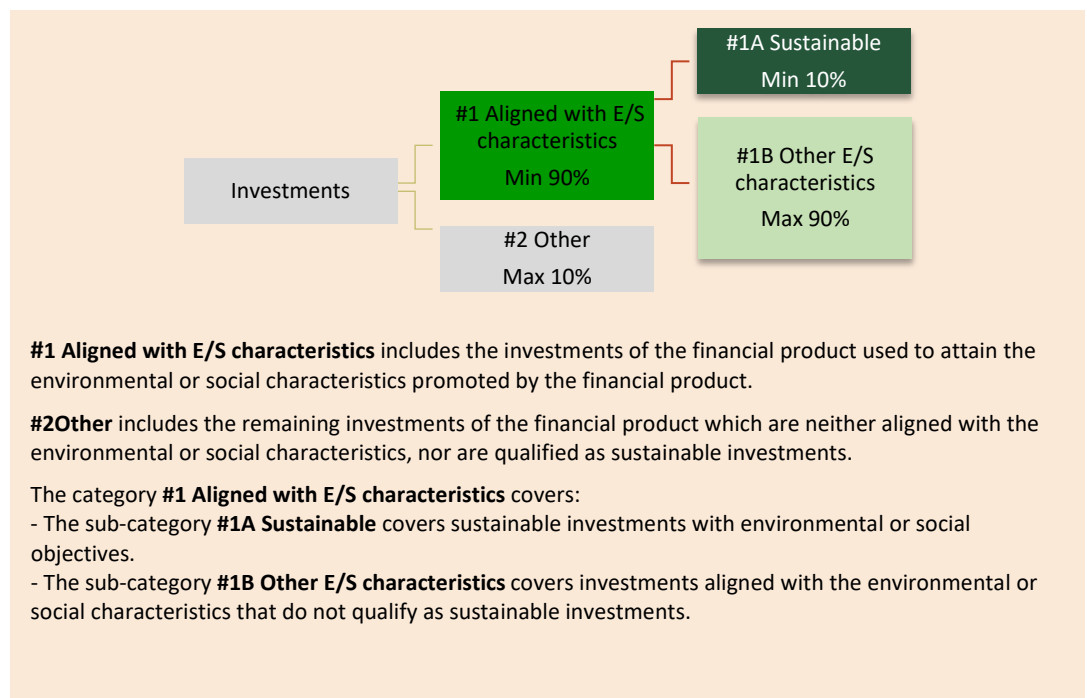 #1A Sustainable
Min 10%
#1 Aligned with E/S
characteristics
Min 90%
#1B Other E/S
characteristics
Max 90%
Investments
#2 Other
Max 10%
#1 Aligned with E/S characteristics includes the investments of the financial product used to attain the
environmental or social characteristics promoted by the financial product.
#2Other includes the remaining investments of the financial product which are neither aligned with the
environmental or social characteristics, nor are qualified as sustainable investments.
The category #1 Aligned with E/S characteristics covers:
- The sub-category #1A Sustainable covers sustainable investments with environmental or social
objectives.
- The sub-category #1B Other E/S characteristics covers investments aligned with the environmental or
social characteristics that do not qualify as sustainable investments.